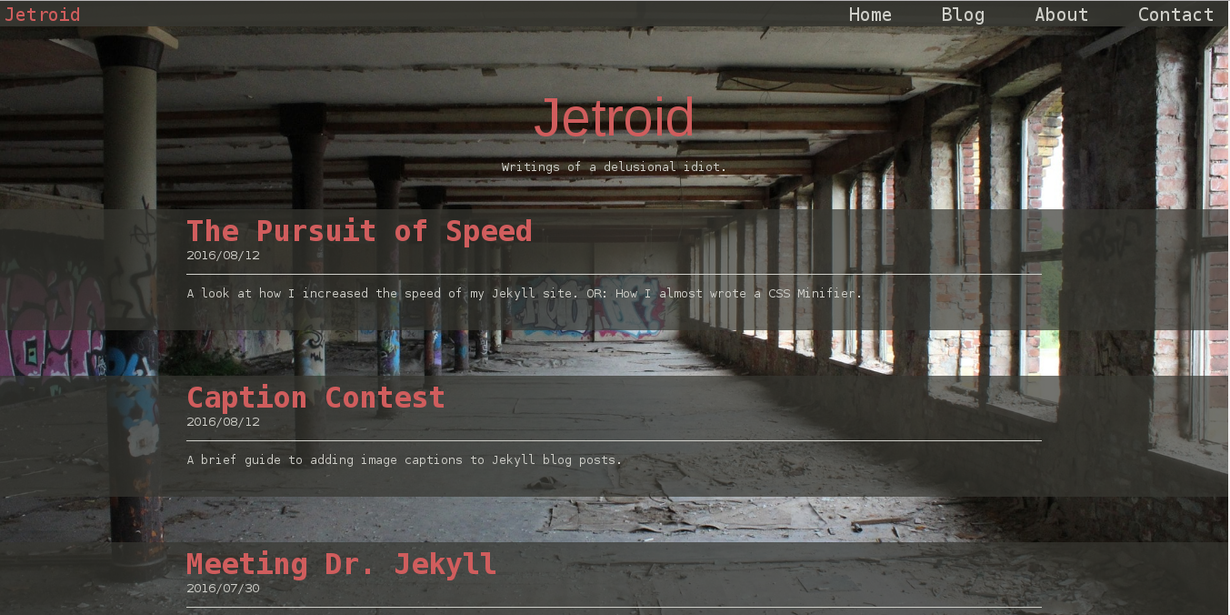 Jetroid Home Blog About Contact
Jetroid
Writings of a delusional idiot.
The Pursuit of Speed
2016/08/12
A look at how I increased the speed of my Jekyll site. OR: How I almost wrote a CSS Minifier.
Caption Contest
2016/08/12
A brief guide to adding image captions to Jekyll blog posts.
Meeting Dr. Jekyll
2016/07/30